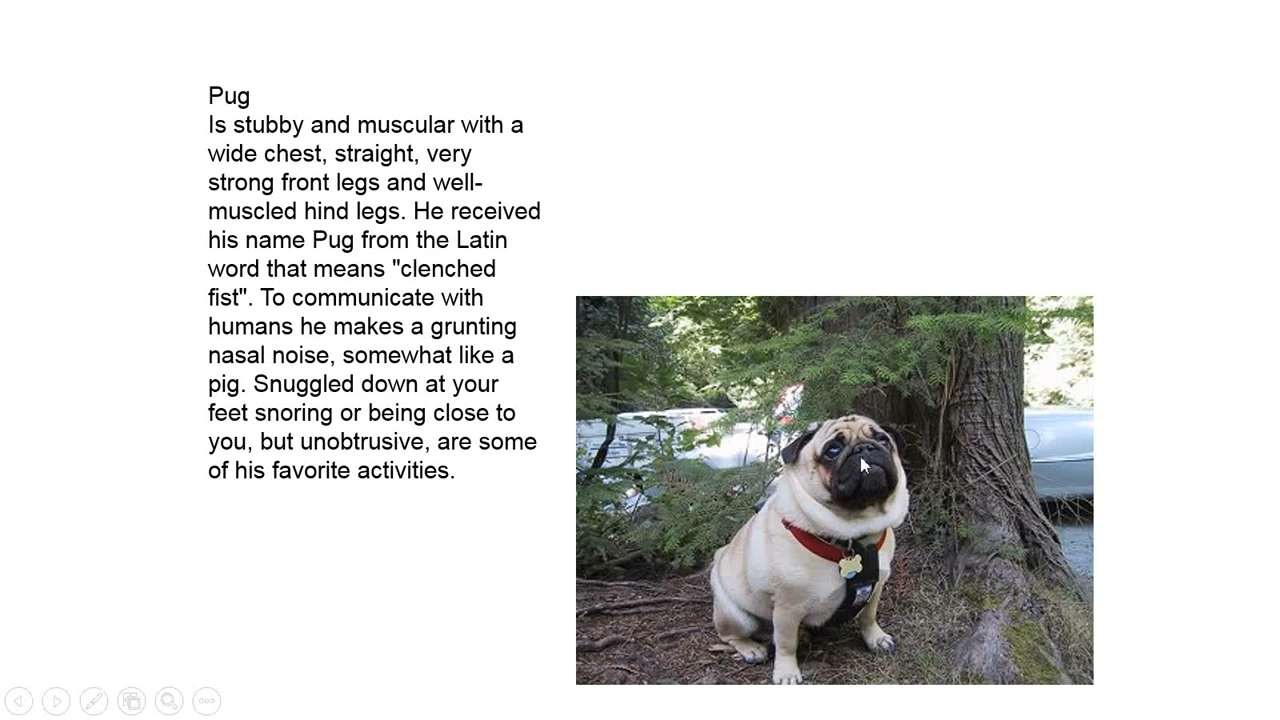 Pug
Is stubby and muscular with a
wide chest, straight, very
strong front legs and well-
muscled hind legs. He received
his name Pug from the Latin
word that means "clenched
fist". To communicate with
humans he makes a grunting
nasal noise, somewhat like a
pig. Snuggled down at your
feet snoring or being close to
you, but unobtrusive, are some
of his favorite activities.